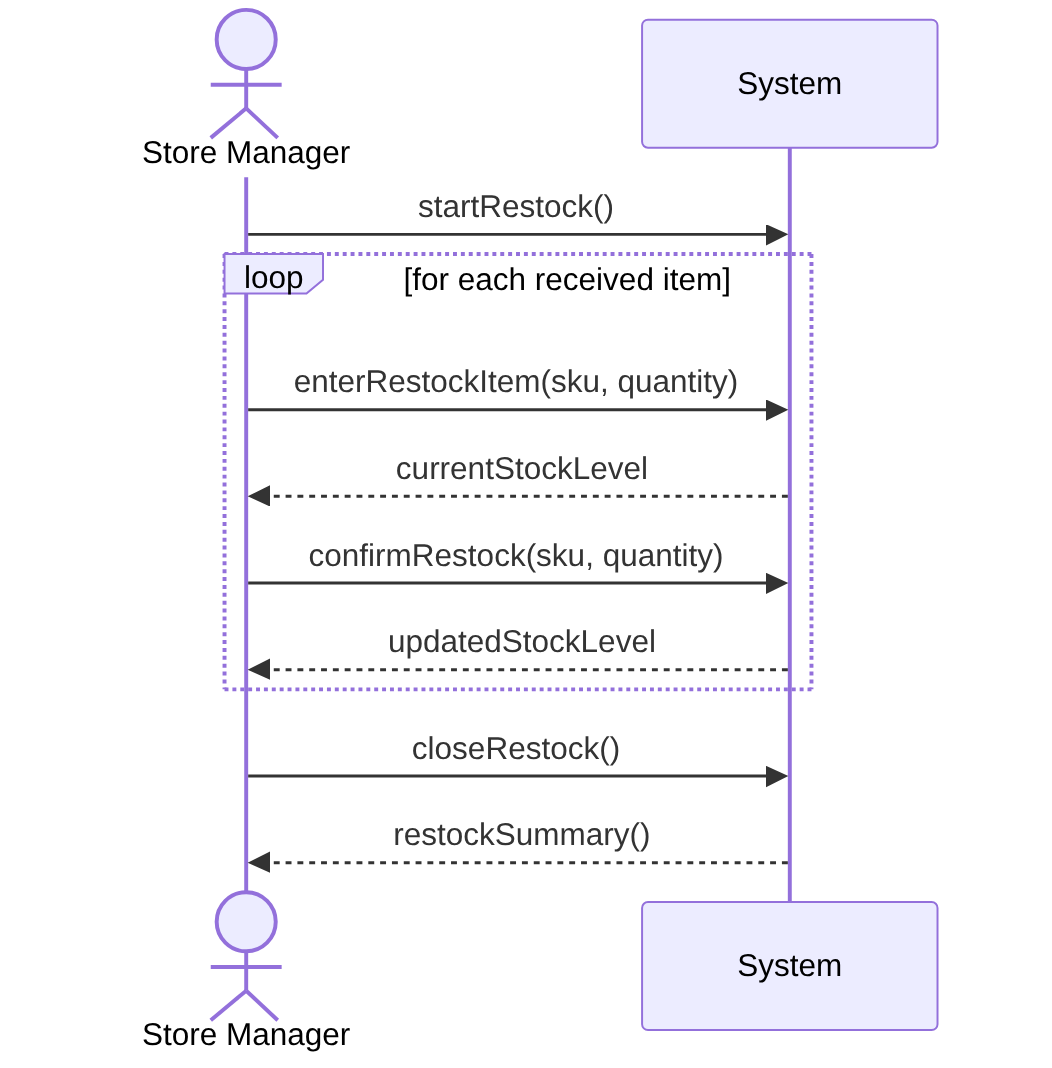 Store Manager
System
startRestock()
loop
[for each received item]
enterRestockItem(sku, quantity)
currentStockLevel
confirmRestock(sku, quantity)
updatedStockLevel
closeRestock()
restockSummary()
Store Manager
System